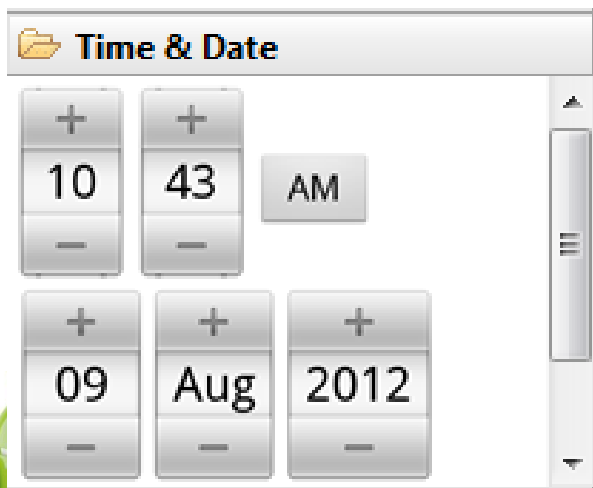 Time & Date
+ +
10 43 AM
− −
+ + +
09 Aug 2012
− − −